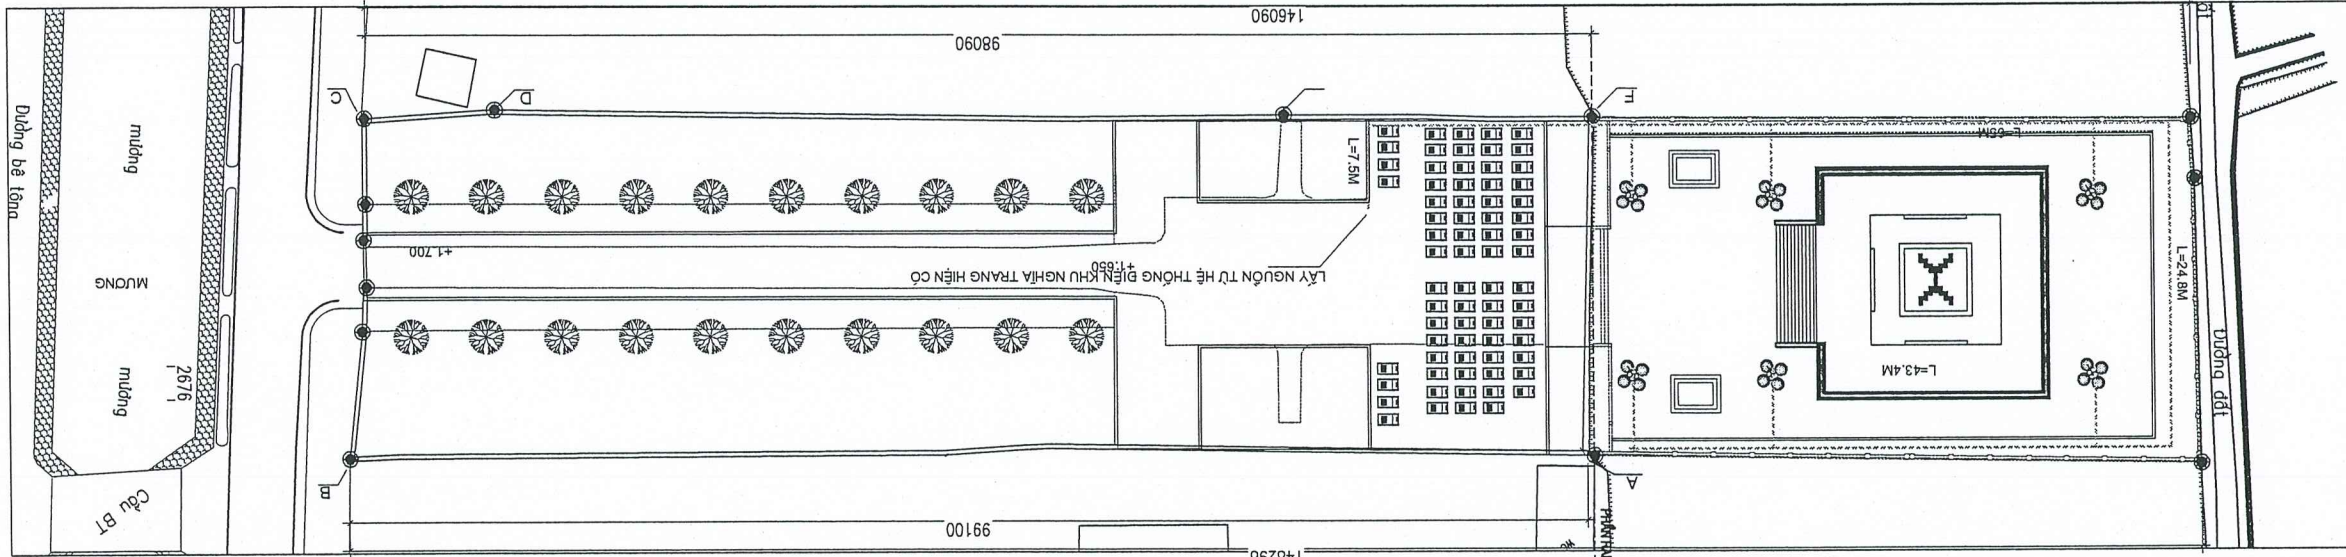 146090
98090
C
D
F
Đường bê tông
mương
MƯƠNG
mương
2676
Cầu BT
B
+1.700
+1.650
LẤY NGUỒN TỪ HỆ THỐNG ĐIỆN KHU NGHĨA TRANG HIỆN CÓ
L=7.5M
L=65M
L=24.8M
L=43.4M
Đường đất
A
99100